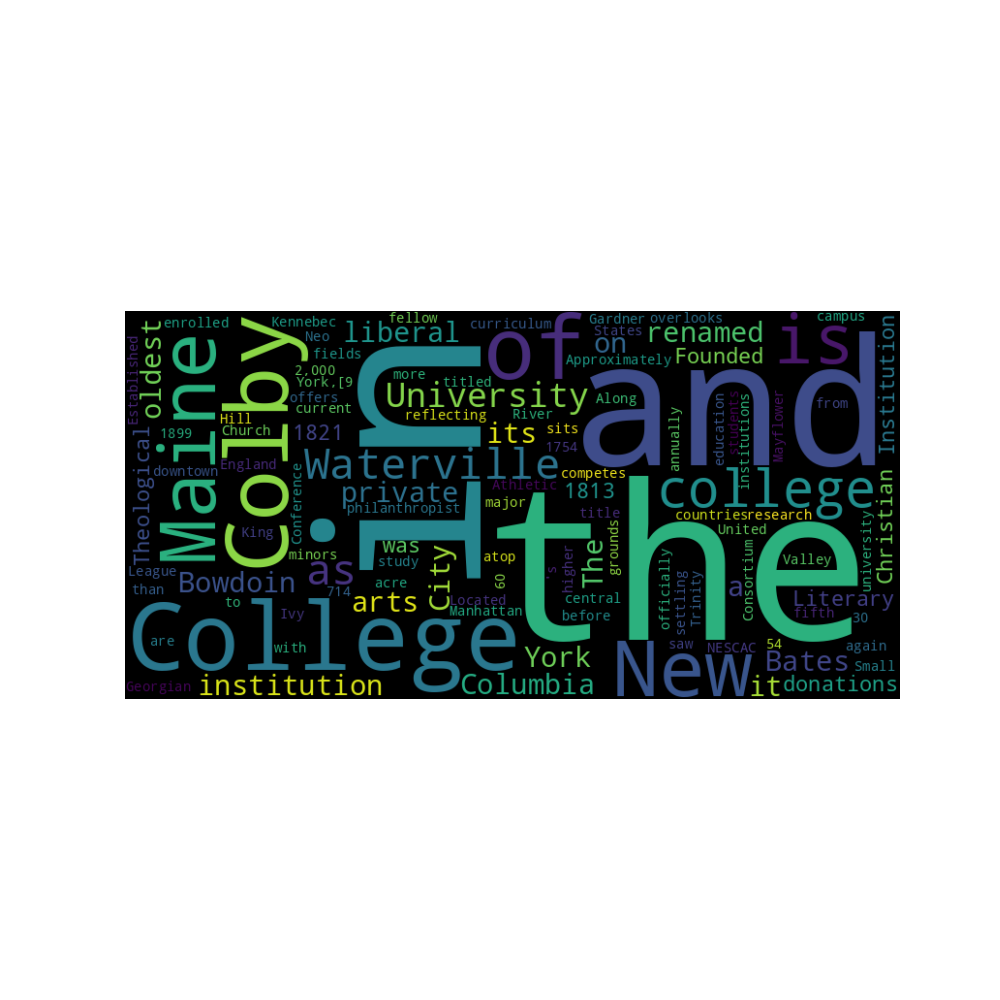 Established
enrolled
Kennebec
fellow
curriculum
Gardner
overlooks
campus
oldest
Maine
Colby
Neo
liberal
in
of
States
on
renamed
is
Institution
fields
Approximately
Founded
and
2,000
York,[9
more
titled
offers
current
University
Along
from
Hill
reflecting
River
1899
Church
1821
its
sits
annually
education
students
institutions
Mayflower
Theological
downtown
England
Conference
Waterville
1754
competes
college
private
Athletic
1813
philanthropist
major
title
countriesresearch
King
the
United
university
Christian
minors
was
study
City
atop
's
higher
The
grounds
officially
settling
Trinity
Consortium
Valley
League
than
Bowdoin
as
acre
60
714
Located
central
a
Literary
to
Ivy
arts
Manhattan
before
fifth
30
College
are
with
York
New
saw
NESCAC
54
again
Bates
Small
Georgian
institution
Columbia
it
donations